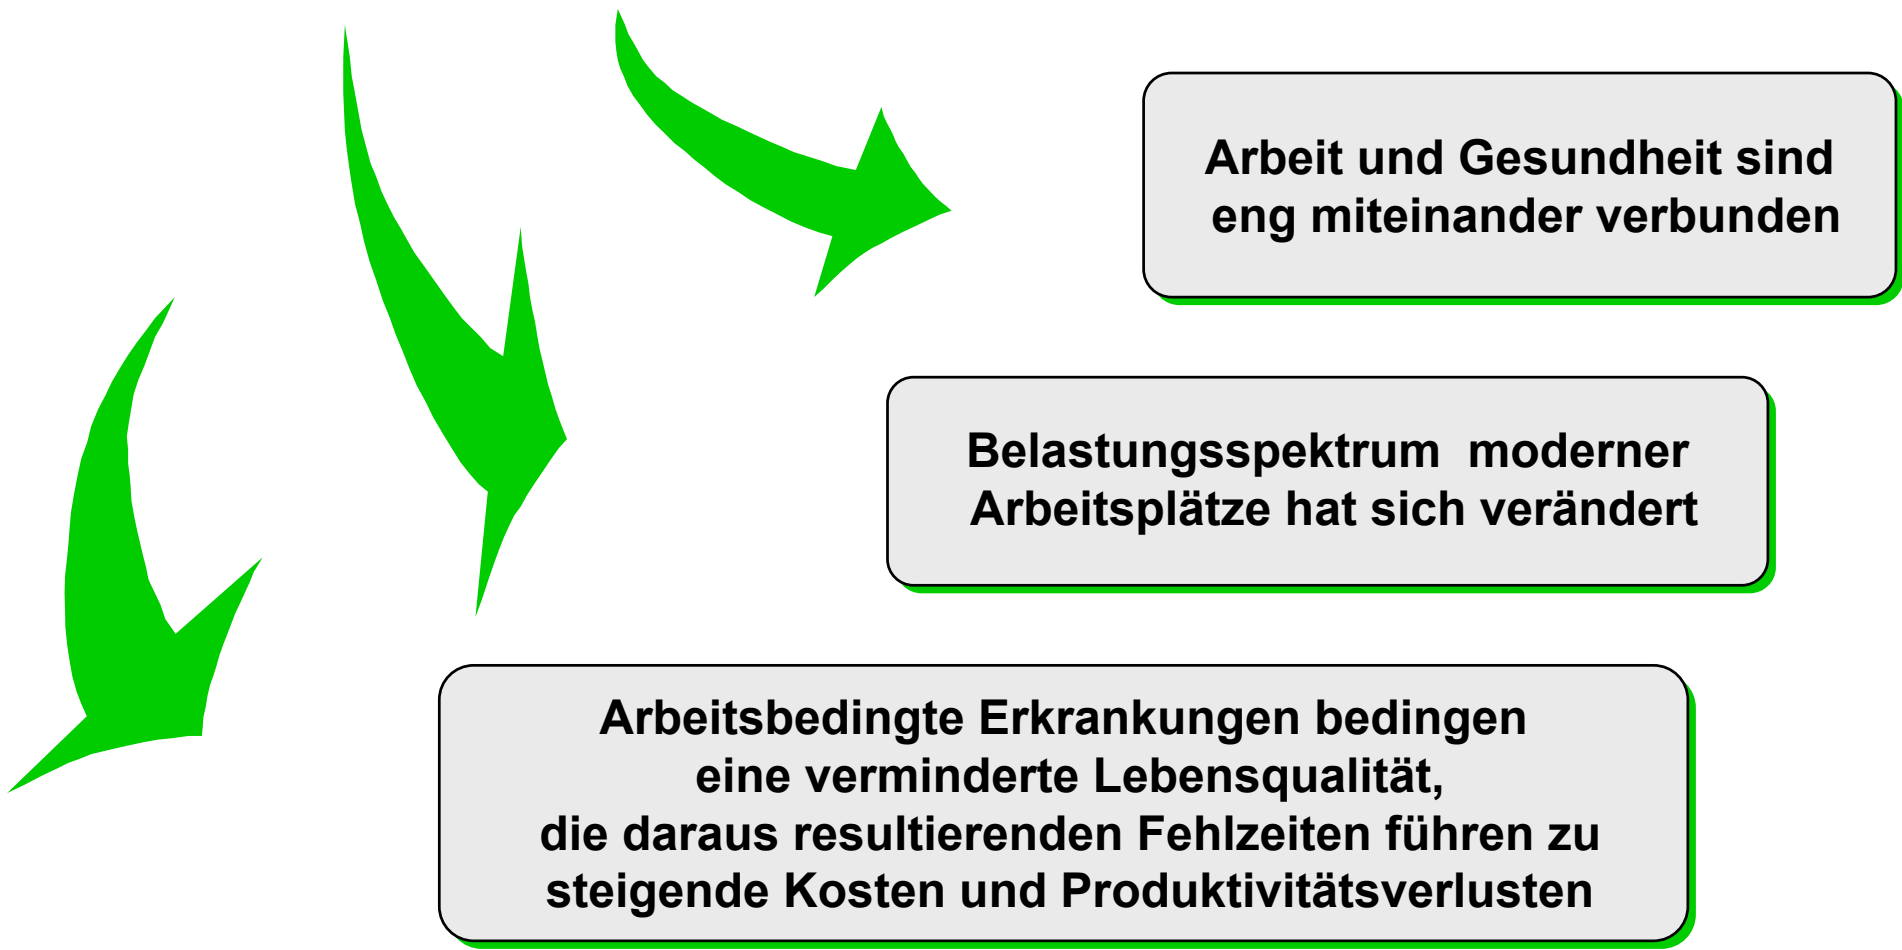 Arbeit und Gesundheit sind
eng miteinander verbunden
Belastungsspektrum  moderner
Arbeitsplätze hat sich verändert
Arbeitsbedingte Erkrankungen bedingen
eine verminderte Lebensqualität,
die daraus resultierenden Fehlzeiten führen zu
steigende Kosten und Produktivitätsverlusten